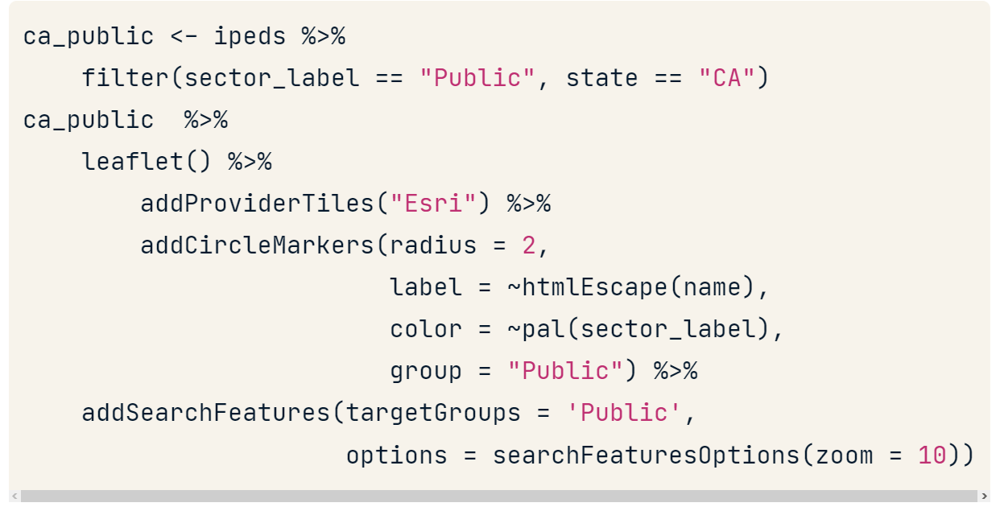 ca_public <- ipeds %>%
    filter(sector_label == "Public", state == "CA")
ca_public  %>%
    leaflet() %>%
        addProviderTiles("Esri") %>%
        addCircleMarkers(radius = 2,
                         label = ~htmlEscape(name),
                         color = ~pal(sector_label),
                         group = "Public") %>%
    addSearchFeatures(targetGroups = 'Public',
                      options = searchFeaturesOptions(zoom = 10))